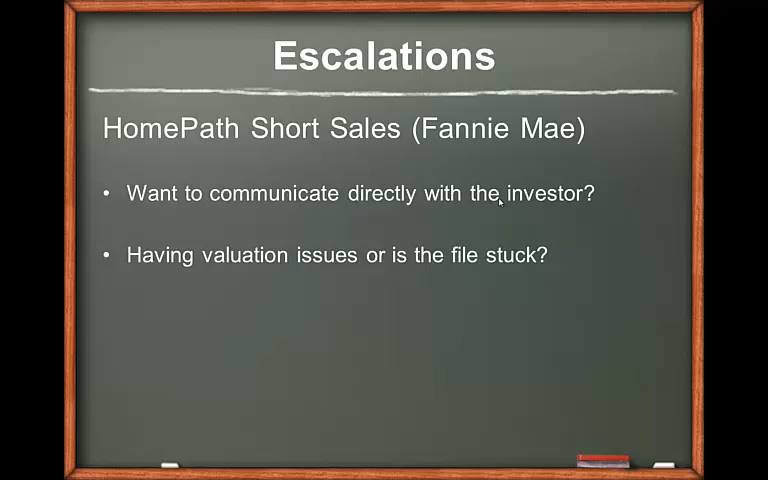 Escalations
HomePath Short Sales (Fannie Mae)
• Want to communicate directly with the investor?
• Having valuation issues or is the file stuck?